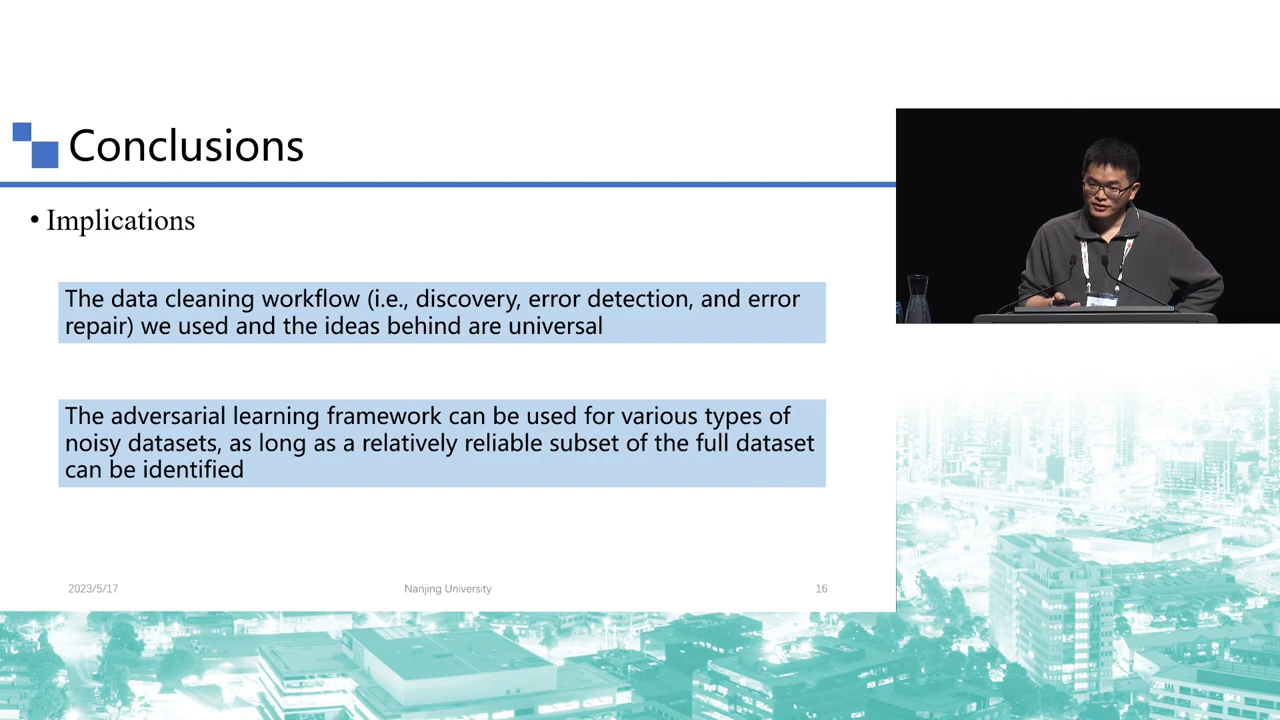 Conclusions
• Implications
The data cleaning workflow (i.e., discovery, error detection, and error
repair) we used and the ideas behind are universal
The adversarial learning framework can be used for various types of
noisy datasets, as long as a relatively reliable subset of the full dataset
can be identified
2023/5/17
Nanjing University
16